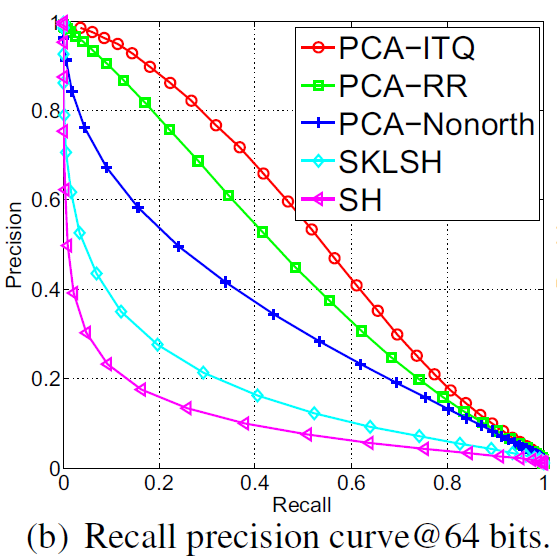 PCA−ITQ
PCA−RR
PCA−Nonorth
SKLSH
SH
Precision
1
0.8
0.6
0.4
0.2
0
0 0.2 0.4 0.6 0.8 1
Recall
(b) Recall precision curve@64 bits.